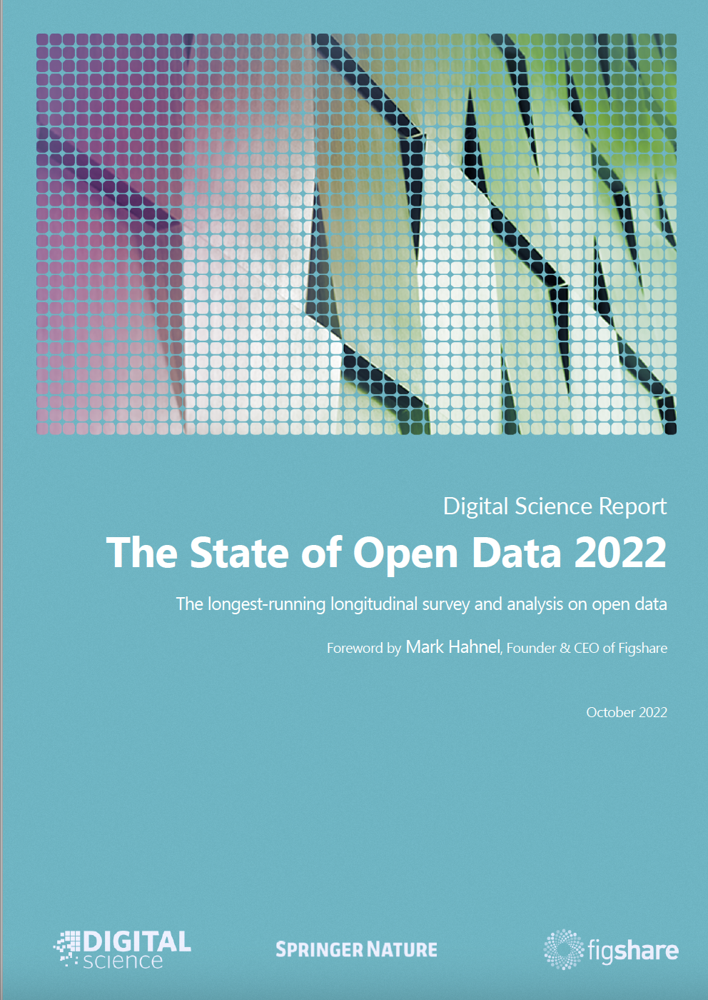 Digital Science Report
The State of Open Data 2022
The longest-running longitudinal survey and analysis on open data
Foreword by Mark Hahnel, Founder & CEO of Figshare
October 2022
DIGITAL
science
SPRINGER NATURE
figshare